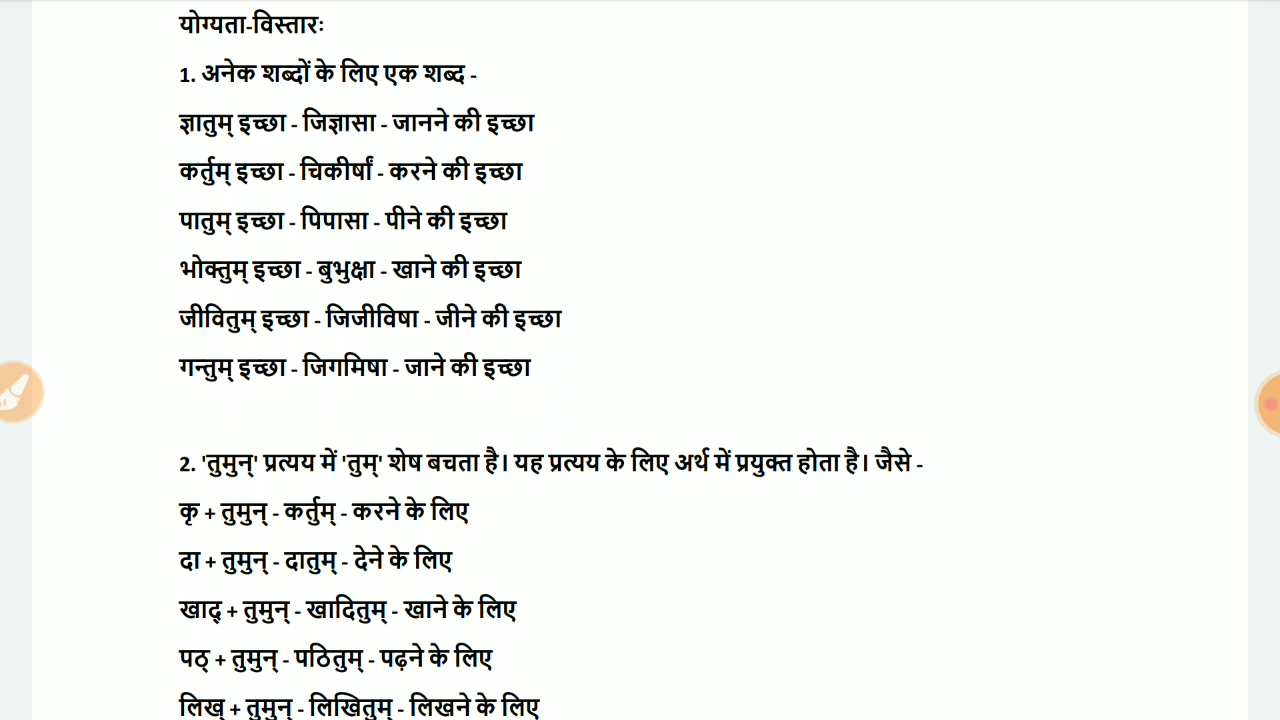 योग्यता-विस्तारः
1. अनेक शब्दों के लिए एक शब्द -
ज्ञातुम् इच्छा - जिज्ञासा - जानने की इच्छा
कर्तुम् इच्छा - चिकीर्षां - करने की इच्छा
पातुम् इच्छा - पिपासा - पीने की इच्छा
भोक्तुम् इच्छा - बुभुक्षा - खाने की इच्छा
जीवितुम् इच्छा - जिजीविषा - जीने की इच्छा
गन्तुम् इच्छा - जिगमिषा - जाने की इच्छा
2. 'तुमुन्' प्रत्यय में 'तुम्' शेष बचता है। यह प्रत्यय के लिए अर्थ में प्रयुक्त होता है। जैसे -
कृ + तुमुन् - कर्तुम् - करने के लिए
दा + तुमुन् - दातुम् - देने के लिए
खाद् + तुमुन् - खादितुम् - खाने के लिए
पठ् + तुमुन् - पठितुम् - पढ़ने के लिए
लिख् + तुमुन् - लिखितुम् - लिखने के लिए